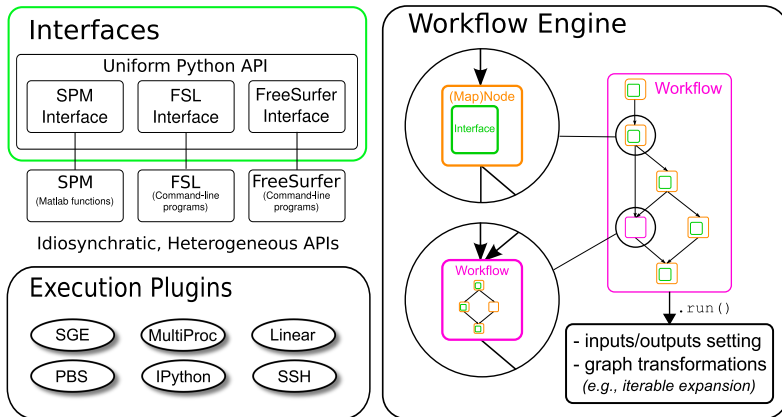 Interfaces
Uniform Python API
SPM
Interface
FSL
Interface
FreeSurfer
Interface
SPM
(Matlab functions)
FSL
(Command-line
programs)
FreeSurfer
(Command-line
programs)
Idiosynchratic, Heterogeneous APIs
Execution Plugins
SGE
MultiProc
Linear
PBS
IPython
SSH
Workflow Engine
(Map)Node
Interface
Workflow
Workflow
.run()
- inputs/outputs setting
- graph transformations
(e.g., iterable expansion)